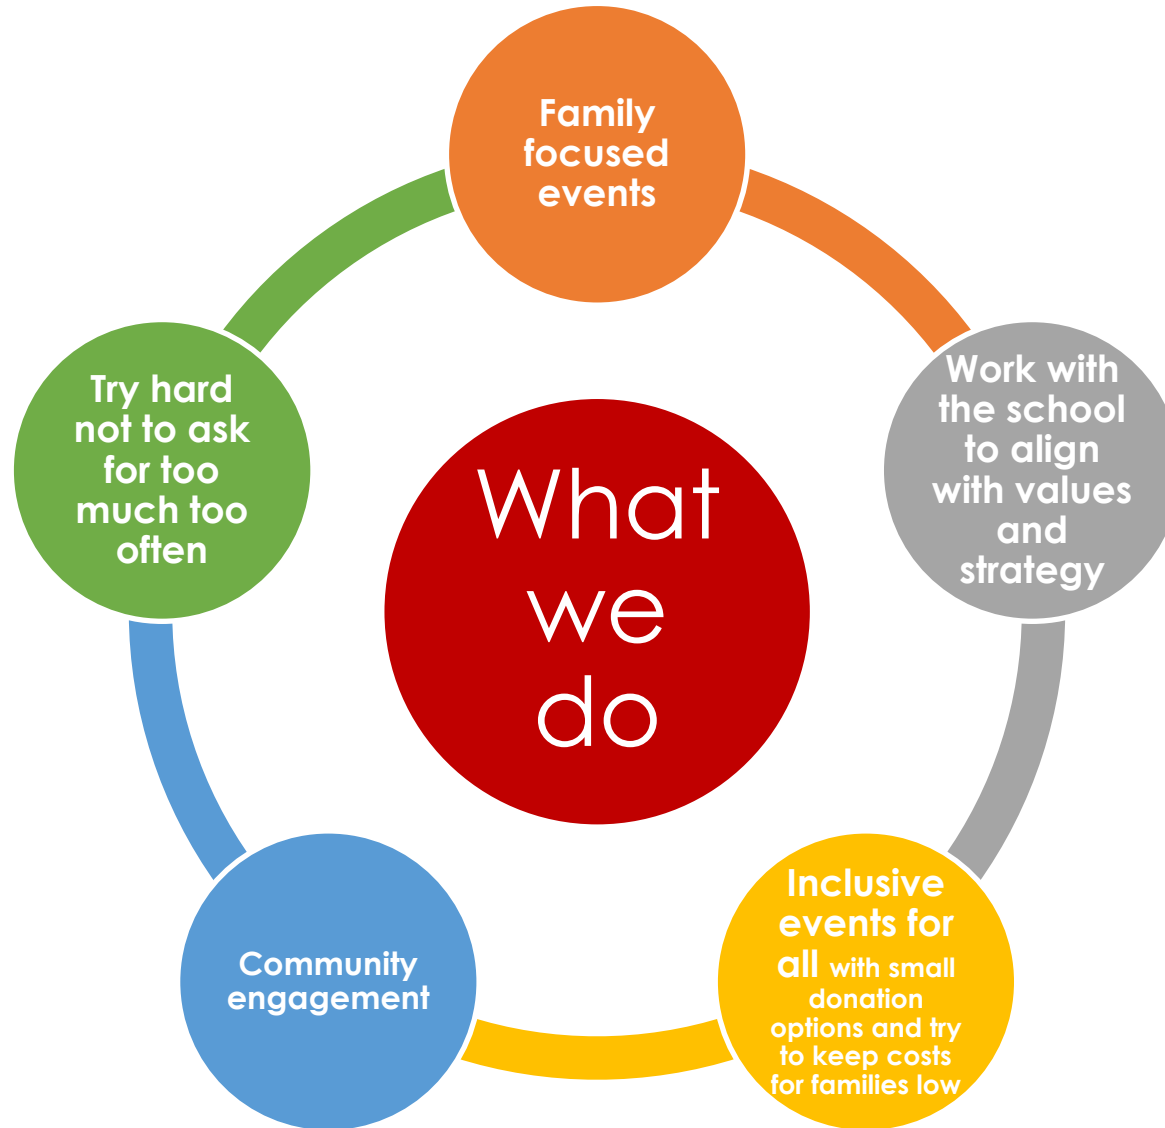 Family
focused
events
Work with
the school
to align
with values
and
strategy
Inclusive
events for
all with small
donation
options and try
to keep costs
for families low
Community
engagement
Try hard
not to ask
for too
much too
often
What
we
do